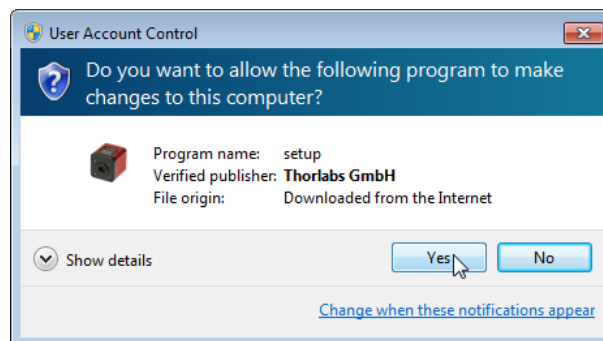 User Account Control
Do you want to allow the following program to make
changes to this computer?
Program name: setup
Verified publisher: Thorlabs GmbH
File origin: Downloaded from the Internet
Show details
Yes
No
Change when these notifications appear